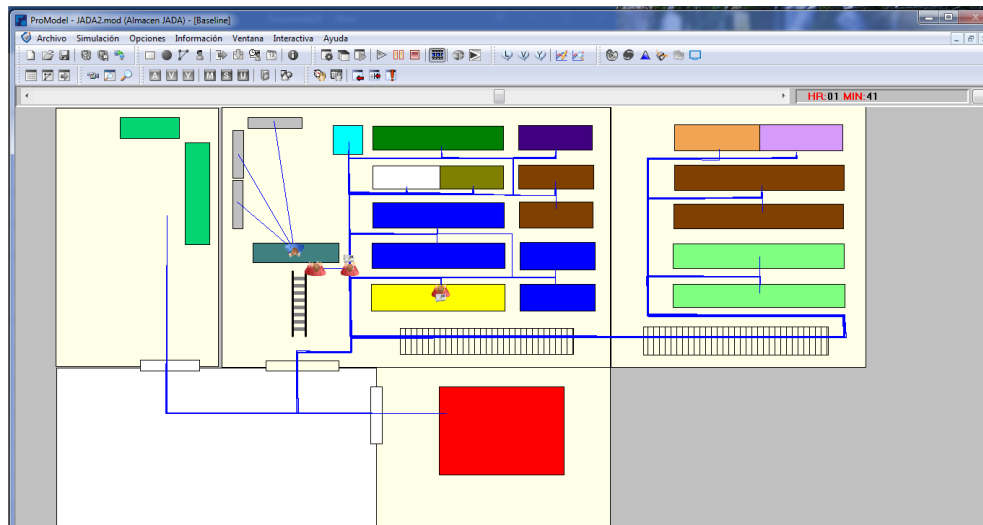 ProModel - JADA2.mod (Almacen JADA) - [Baseline]
Archivo Simulación Opciones Información Ventana Interactiva Ayuda
HR:01 MIN:41